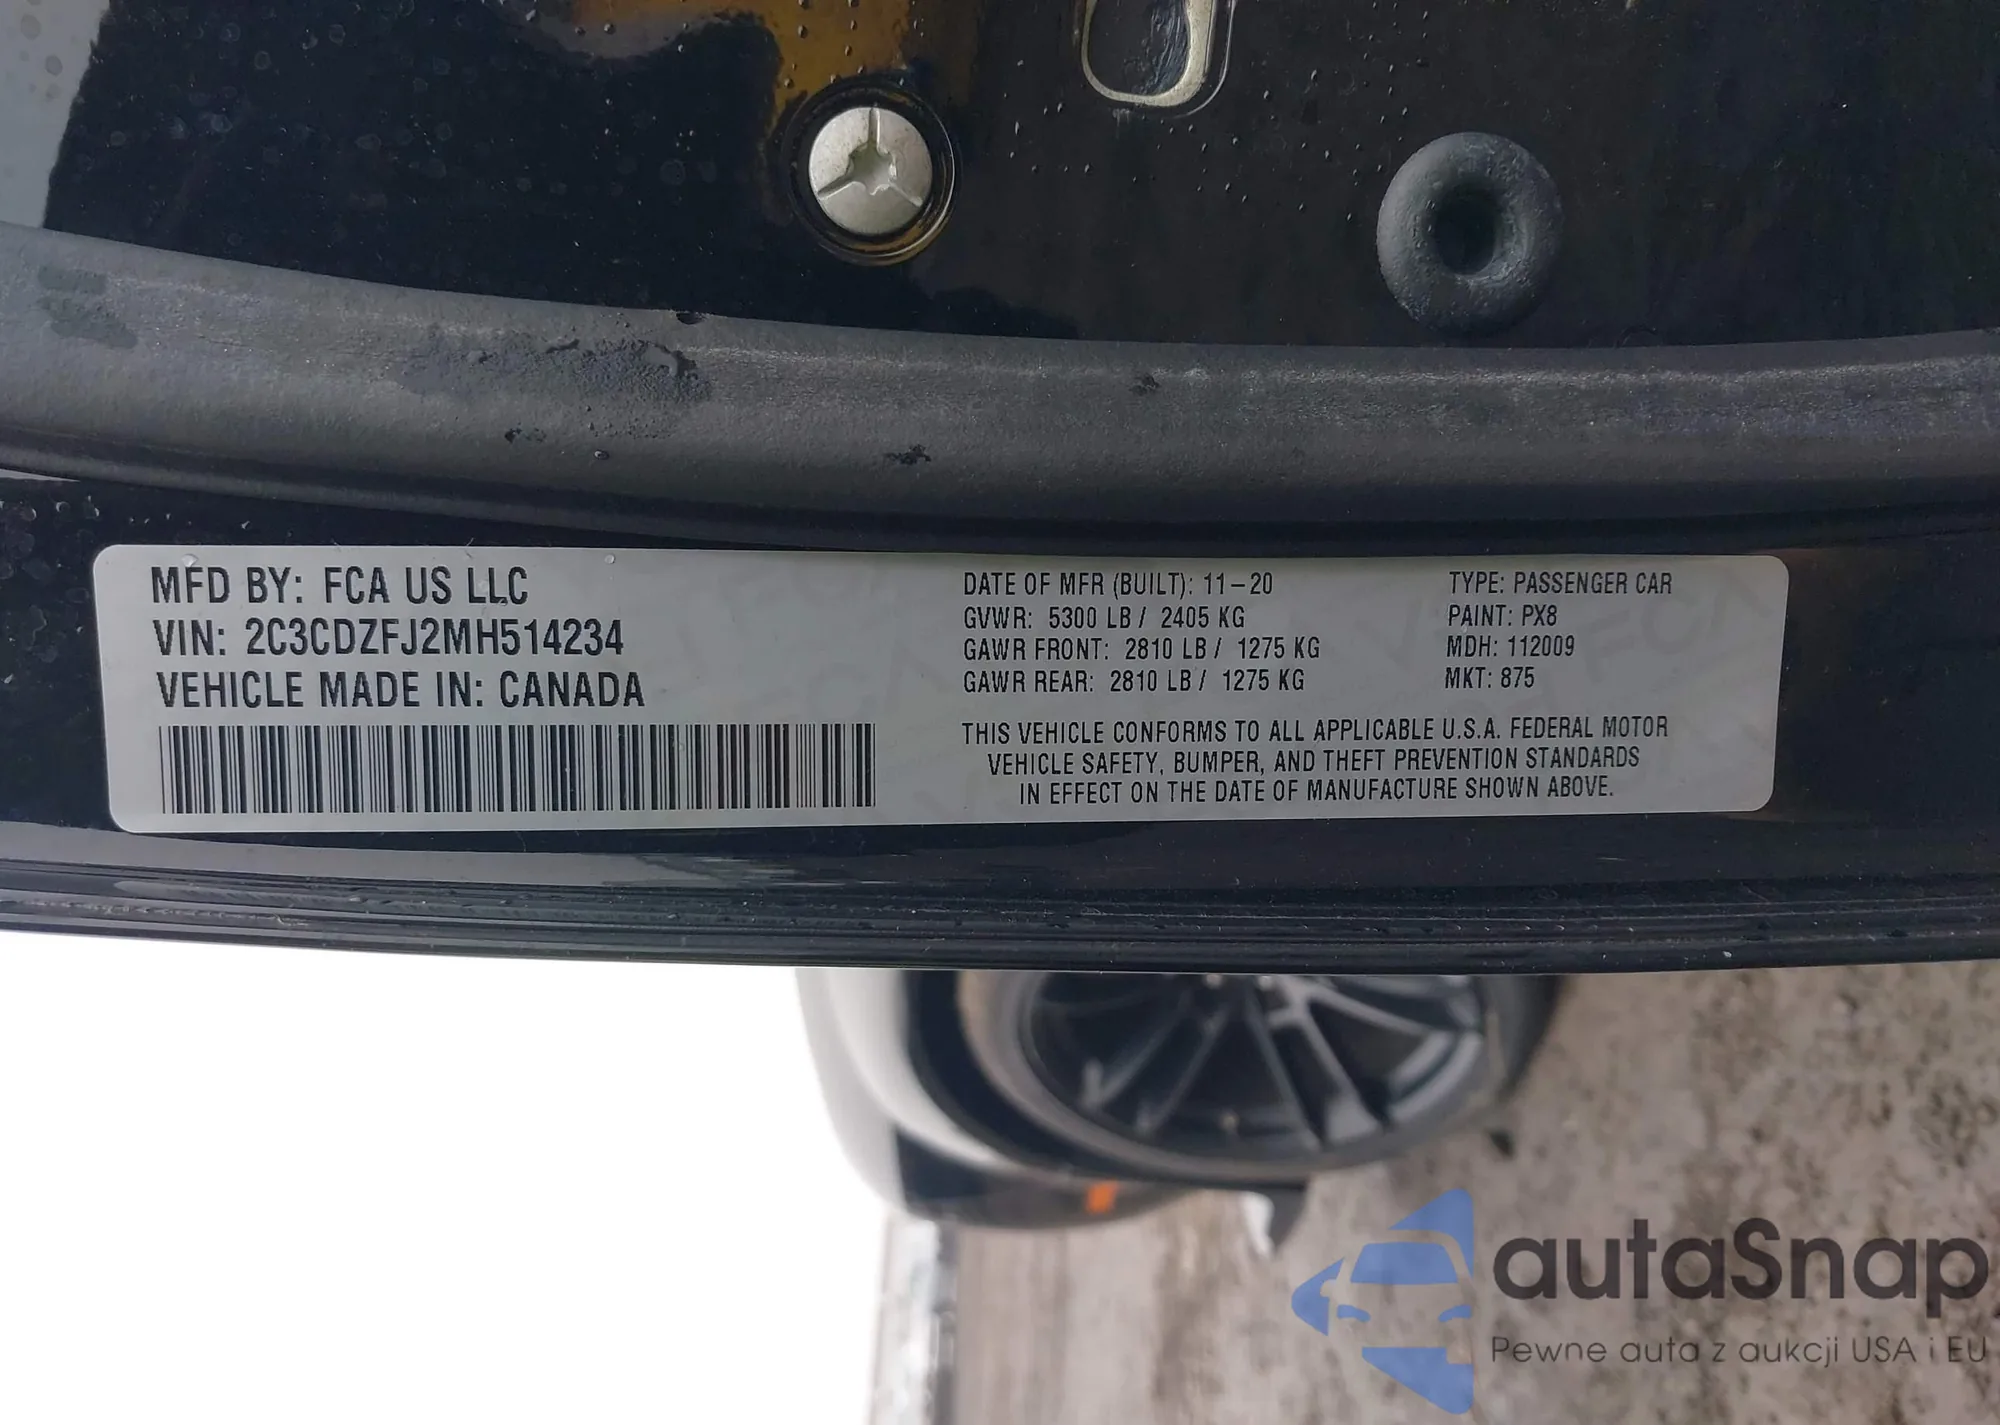 MFD BY: FCA US LLC
VIN: 2C3CDZFJ2MH514234
VEHICLE MADE IN: CANADA
DATE OF MFR (BUILT): 11-20
GVWR: 5300 LB / 2405 KG
GAWR FRONT: 2810 LB / 1275 KG
GAWR REAR: 2810 LB / 1275 KG
TYPE: PASSENGER CAR
PAINT: PX8
MDH: 112009
MKT: 875
THIS VEHICLE CONFORMS TO ALL APPLICABLE U.S.A. FEDERAL MOTOR
VEHICLE SAFETY, BUMPER, AND THEFT PREVENTION STANDARDS
IN EFFECT ON THE DATE OF MANUFACTURE SHOWN ABOVE.
autaSnap
Pewne auta z aukcji USA i EU